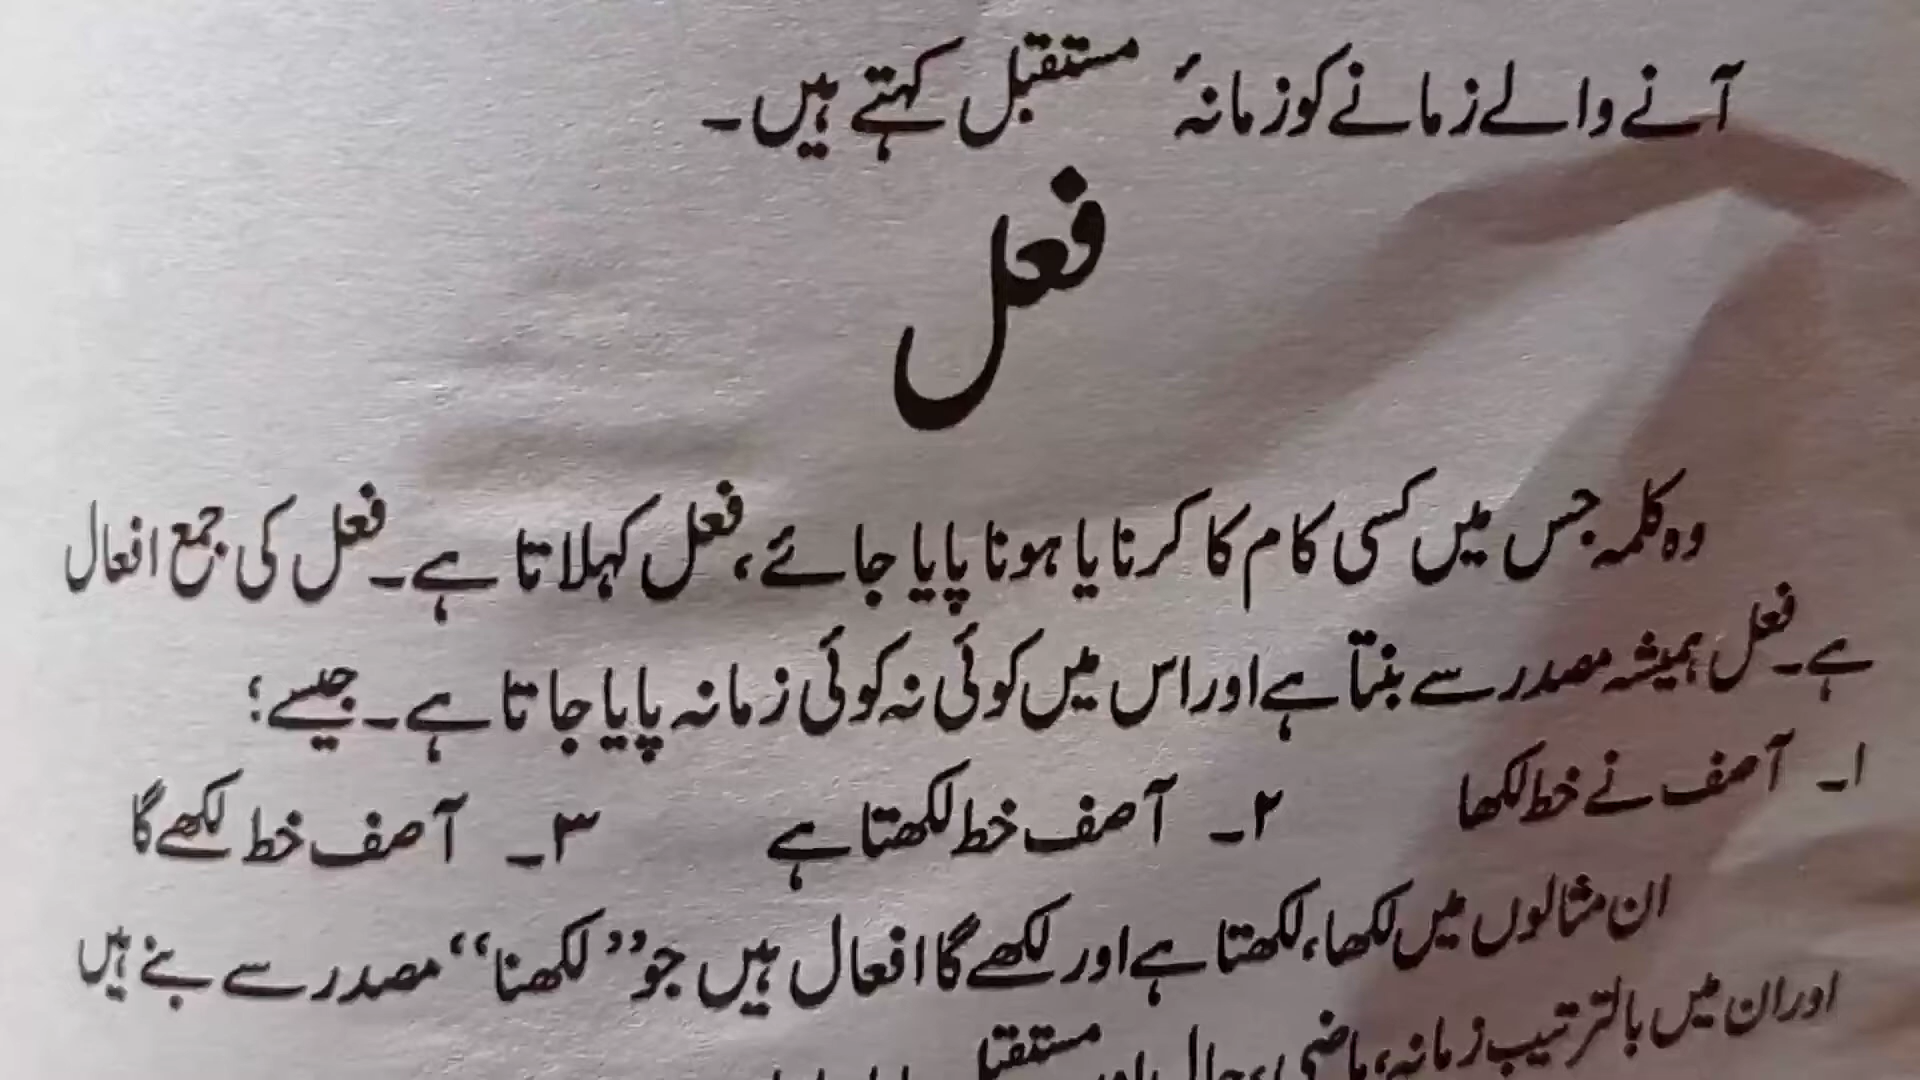 آنے والے زمانے کو زمانۂ مستقبل کہتے ہیں۔
فعل
وہ کلمہ جس میں کسی کام کا کرنا یا ہونا پایا جائے، فعل کہلاتا ہے۔ فعل کی جمع افعال
ہے۔ فعل ہمیشہ مصدر سے بنتا ہے اور اس میں کوئی نہ کوئی زمانہ پایا جاتا ہے۔ جیسے؛
۱۔ آصف نے خط لکھا ۲۔ آصف خط لکھتا ہے ۳۔ آصف خط لکھے گا
ان مثالوں میں لکھا، لکھتا ہے اور لکھے گا افعال ہیں جو ”لکھنا“ مصدر سے بنے ہیں
اور ان میں بالترتیب زمانہ، ماضی، حال اور مستقبل